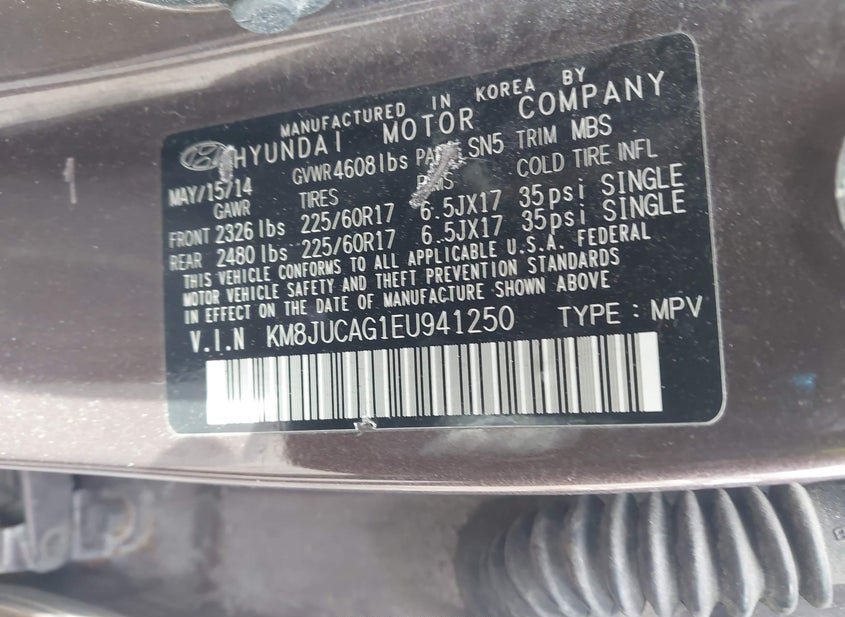 MANUFACTURED IN KOREA BY
HYUNDAI MOTOR COMPANY
MAY/15/14 GVWR 4608 lbs SN5 TRIM MBS
GAWR TIRES COLD TIRE INFL
FRONT 2326 lbs 225/60R17 6.5JX17 35psi SINGLE
REAR 2480 lbs 225/60R17 6.5JX17 35psi SINGLE
THIS VEHICLE CONFORMS TO ALL APPLICABLE U.S.A. FEDERAL
MOTOR VEHICLE SAFETY AND THEFT PREVENTION STANDARDS
IN EFFECT ON THE DATE OF MANUFACTURE SHOWN ABOVE
V.I.N KM8JUCAG1EU941250 TYPE : MPV